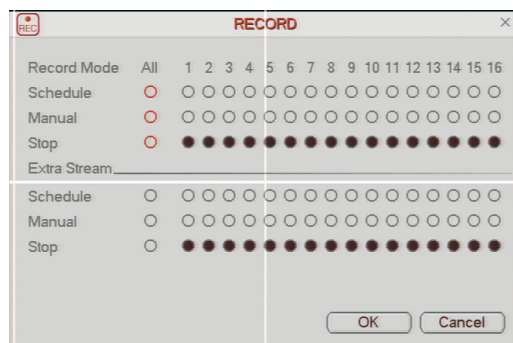 REC
RECORD
Record Mode All 1 2 3 4 5 6 7 8 9 10 11 12 13 14 15 16
Schedule
Manual
Stop
Extra Stream
Schedule
Manual
Stop
OK Cancel